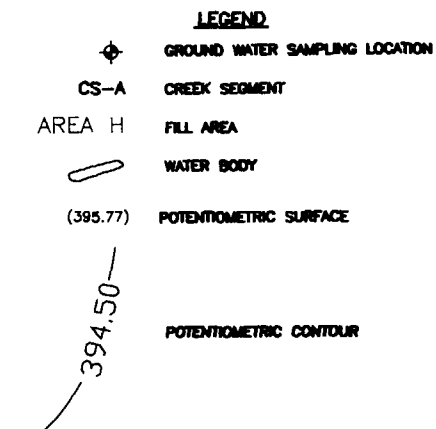 LEGEND
GROUND WATER SAMPLING LOCATION
CS-A CREEK SEGMENT
AREA H FILL AREA
WATER BODY
(395.77) POTENTIOMETRIC SURFACE
394.50 POTENTIOMETRIC CONTOUR